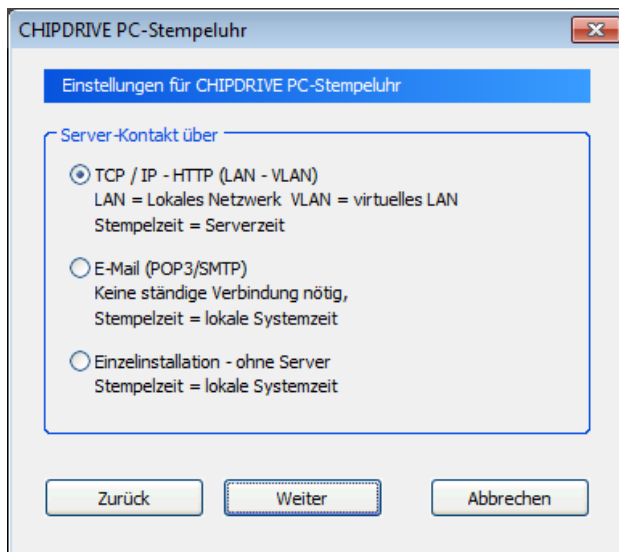 CHIPDRIVE PC-Stempeluhr
Einstellungen für CHIPDRIVE PC-Stempeluhr
Server-Kontakt über
TCP / IP - HTTP (LAN - VLAN)
LAN = Lokales Netzwerk VLAN = virtuelles LAN
Stempelzeit = Serverzeit
E-Mail (POP3/SMTP)
Keine ständige Verbindung nötig,
Stempelzeit = lokale Systemzeit
Einzelinstallation - ohne Server
Stempelzeit = lokale Systemzeit
Zurück Weiter Abbrechen